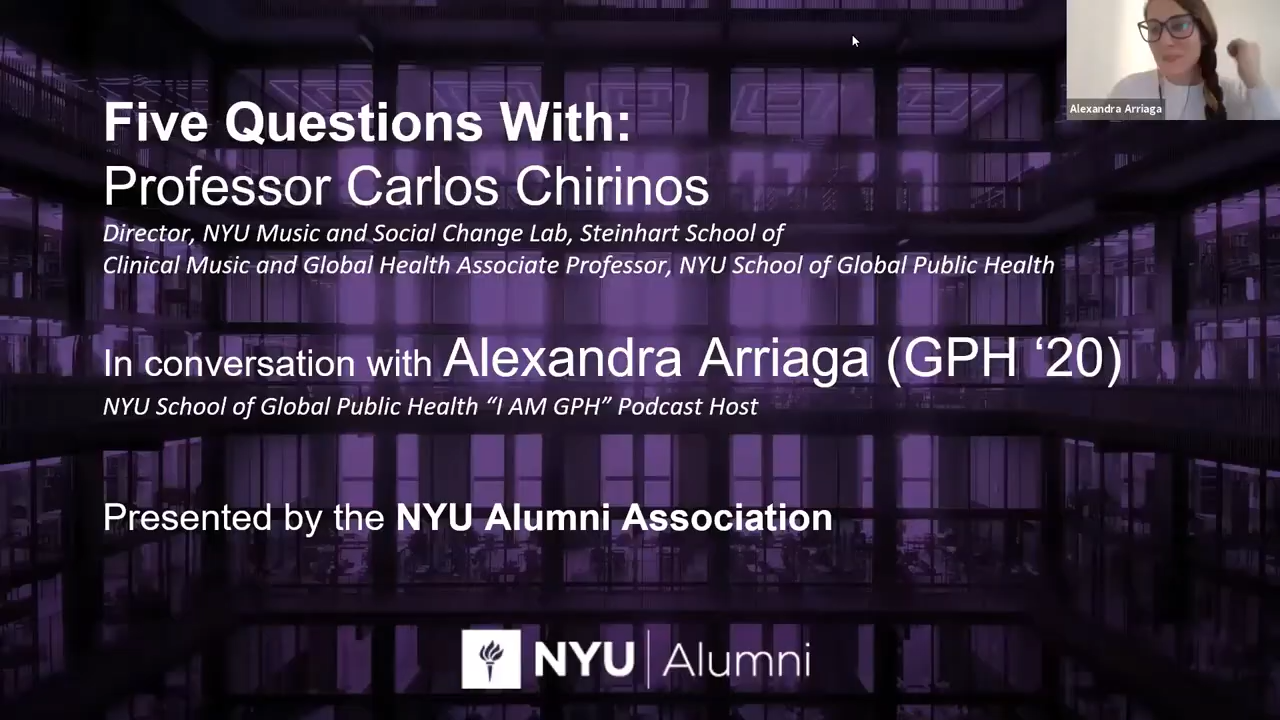 Alexandra Arriaga
Five Questions With:
Professor Carlos Chirinos
Director, NYU Music and Social Change Lab, Steinhart School of
Clinical Music and Global Health Associate Professor, NYU School of Global Public Health
In conversation with Alexandra Arriaga (GPH ‘20)
NYU School of Global Public Health “I AM GPH” Podcast Host
Presented by the NYU Alumni Association
NYU | Alumni